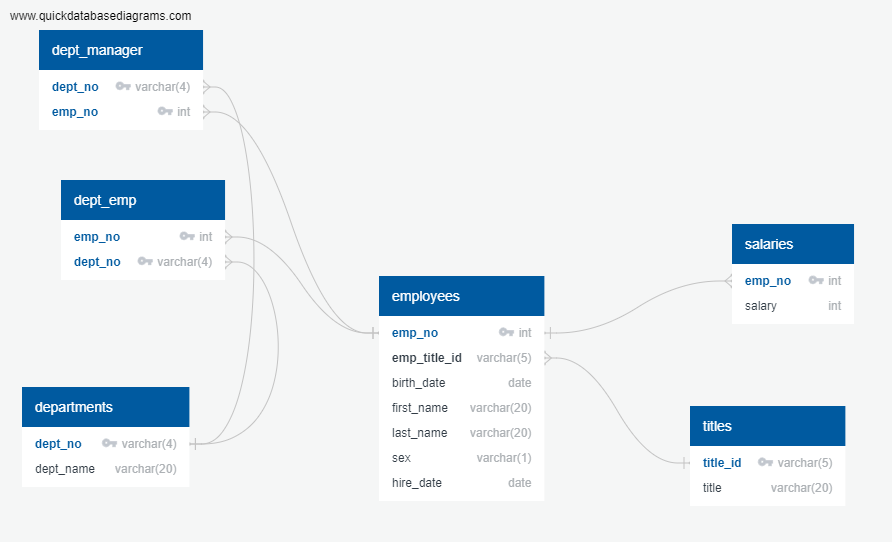 www.quickdatabasediagrams.com
dept_manager
dept_no varchar(4)
emp_no int
dept_emp
emp_no int
dept_no varchar(4)
departments
dept_no varchar(4)
dept_name varchar(20)
employees
emp_no int
emp_title_id varchar(5)
birth_date date
first_name varchar(20)
last_name varchar(20)
sex varchar(1)
hire_date date
salaries
emp_no int
salary int
titles
title_id varchar(5)
title varchar(20)